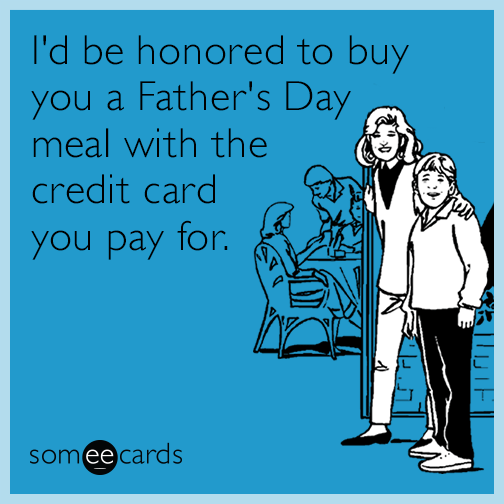 I'd be honored to buy
you a Father's Day
meal with the
credit card
you pay for.
someecards